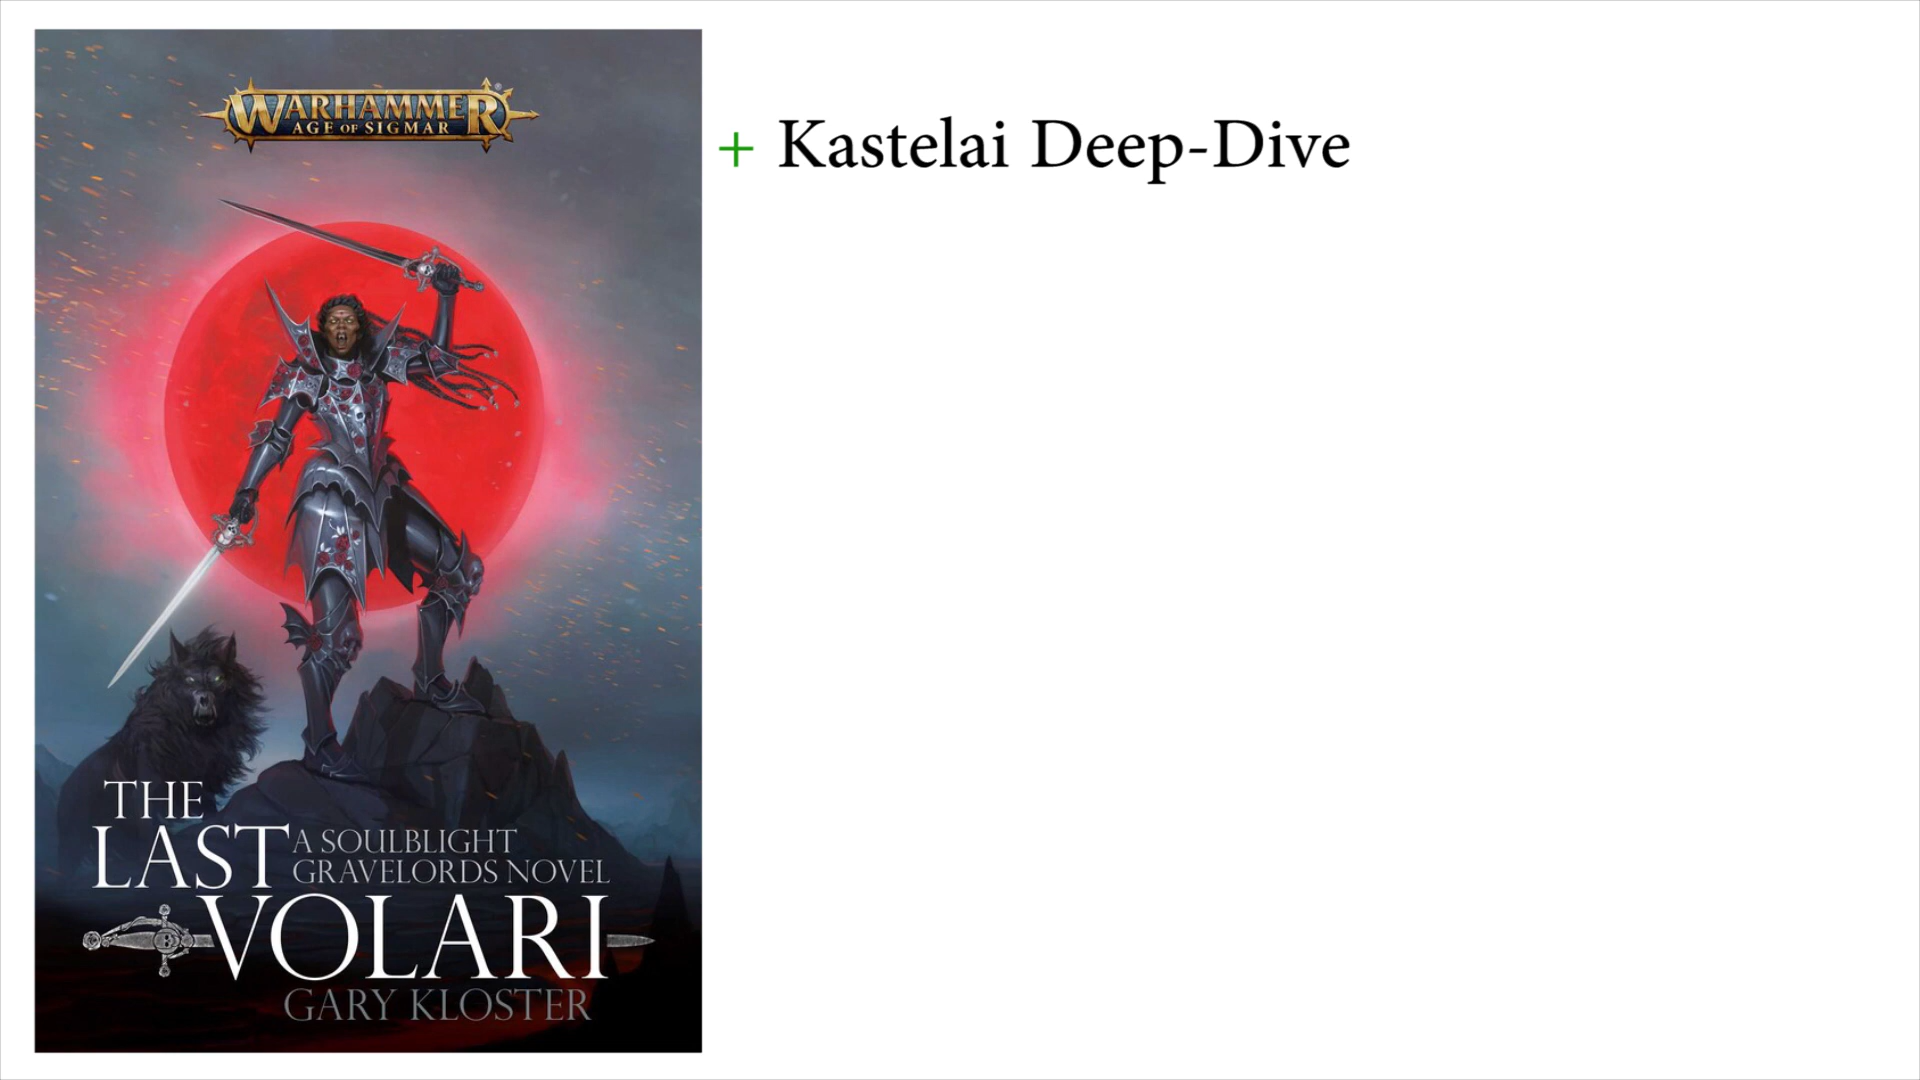 WARHAMMER
AGE OF SIGMAR
+ Kastelai Deep-Dive
THE
LAST
A SOULBLIGHT
GRAVELORDS NOVEL
VOLARI
GARY KLOSTER